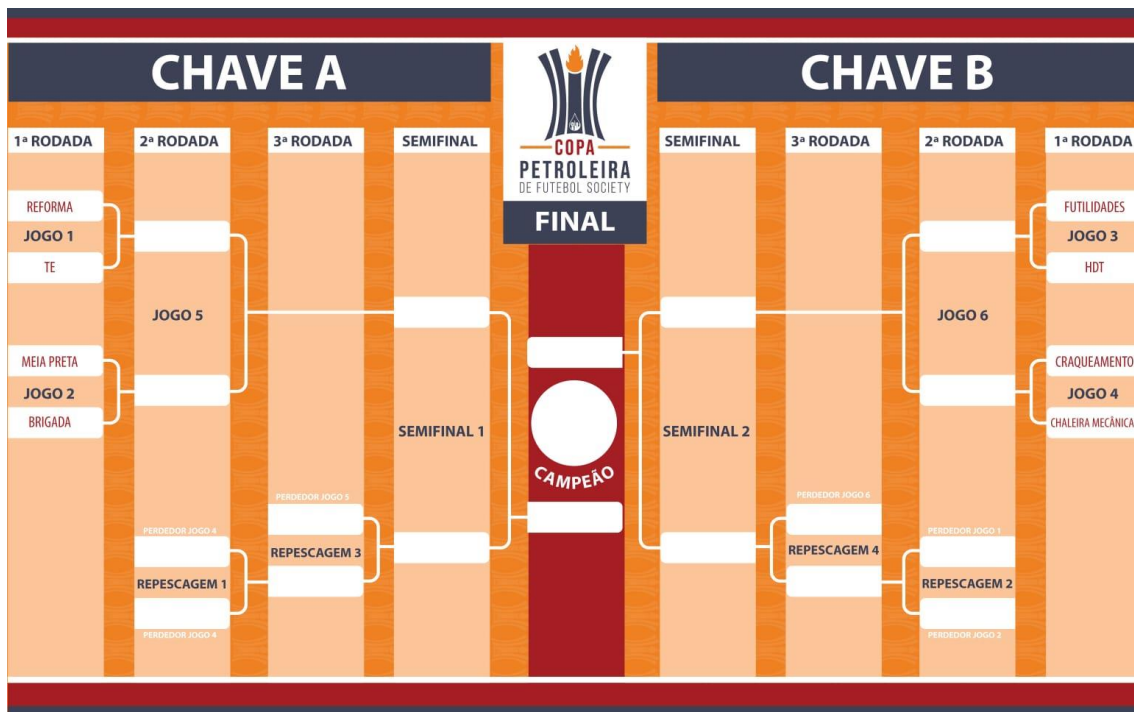 CHAVE A
COPA
PETROLEIRA
DE FUTEBOL SOCIETY
FINAL
CHAVE B
1ª RODADA
2ª RODADA
3ª RODADA
SEMIFINAL
SEMIFINAL
3ª RODADA
2ª RODADA
1ª RODADA
REFORMA
JOGO 1
TE
MEIA PRETA
JOGO 2
BRIGADA
JOGO 5
PERDEDOR JOGO 4
REPESCAGEM 1
PERDEDOR JOGO 4
PERDEDOR JOGO 5
REPESCAGEM 3
SEMIFINAL 1
CAMPEÃO
SEMIFINAL 2
PERDEDOR JOGO 6
REPESCAGEM 4
JOGO 6
PERDEDOR JOGO 1
REPESCAGEM 2
PERDEDOR JOGO 2
FUTILIDADES
JOGO 3
HDT
CRAQUEAMENTO
JOGO 4
CHALEIRA MECÂNICA